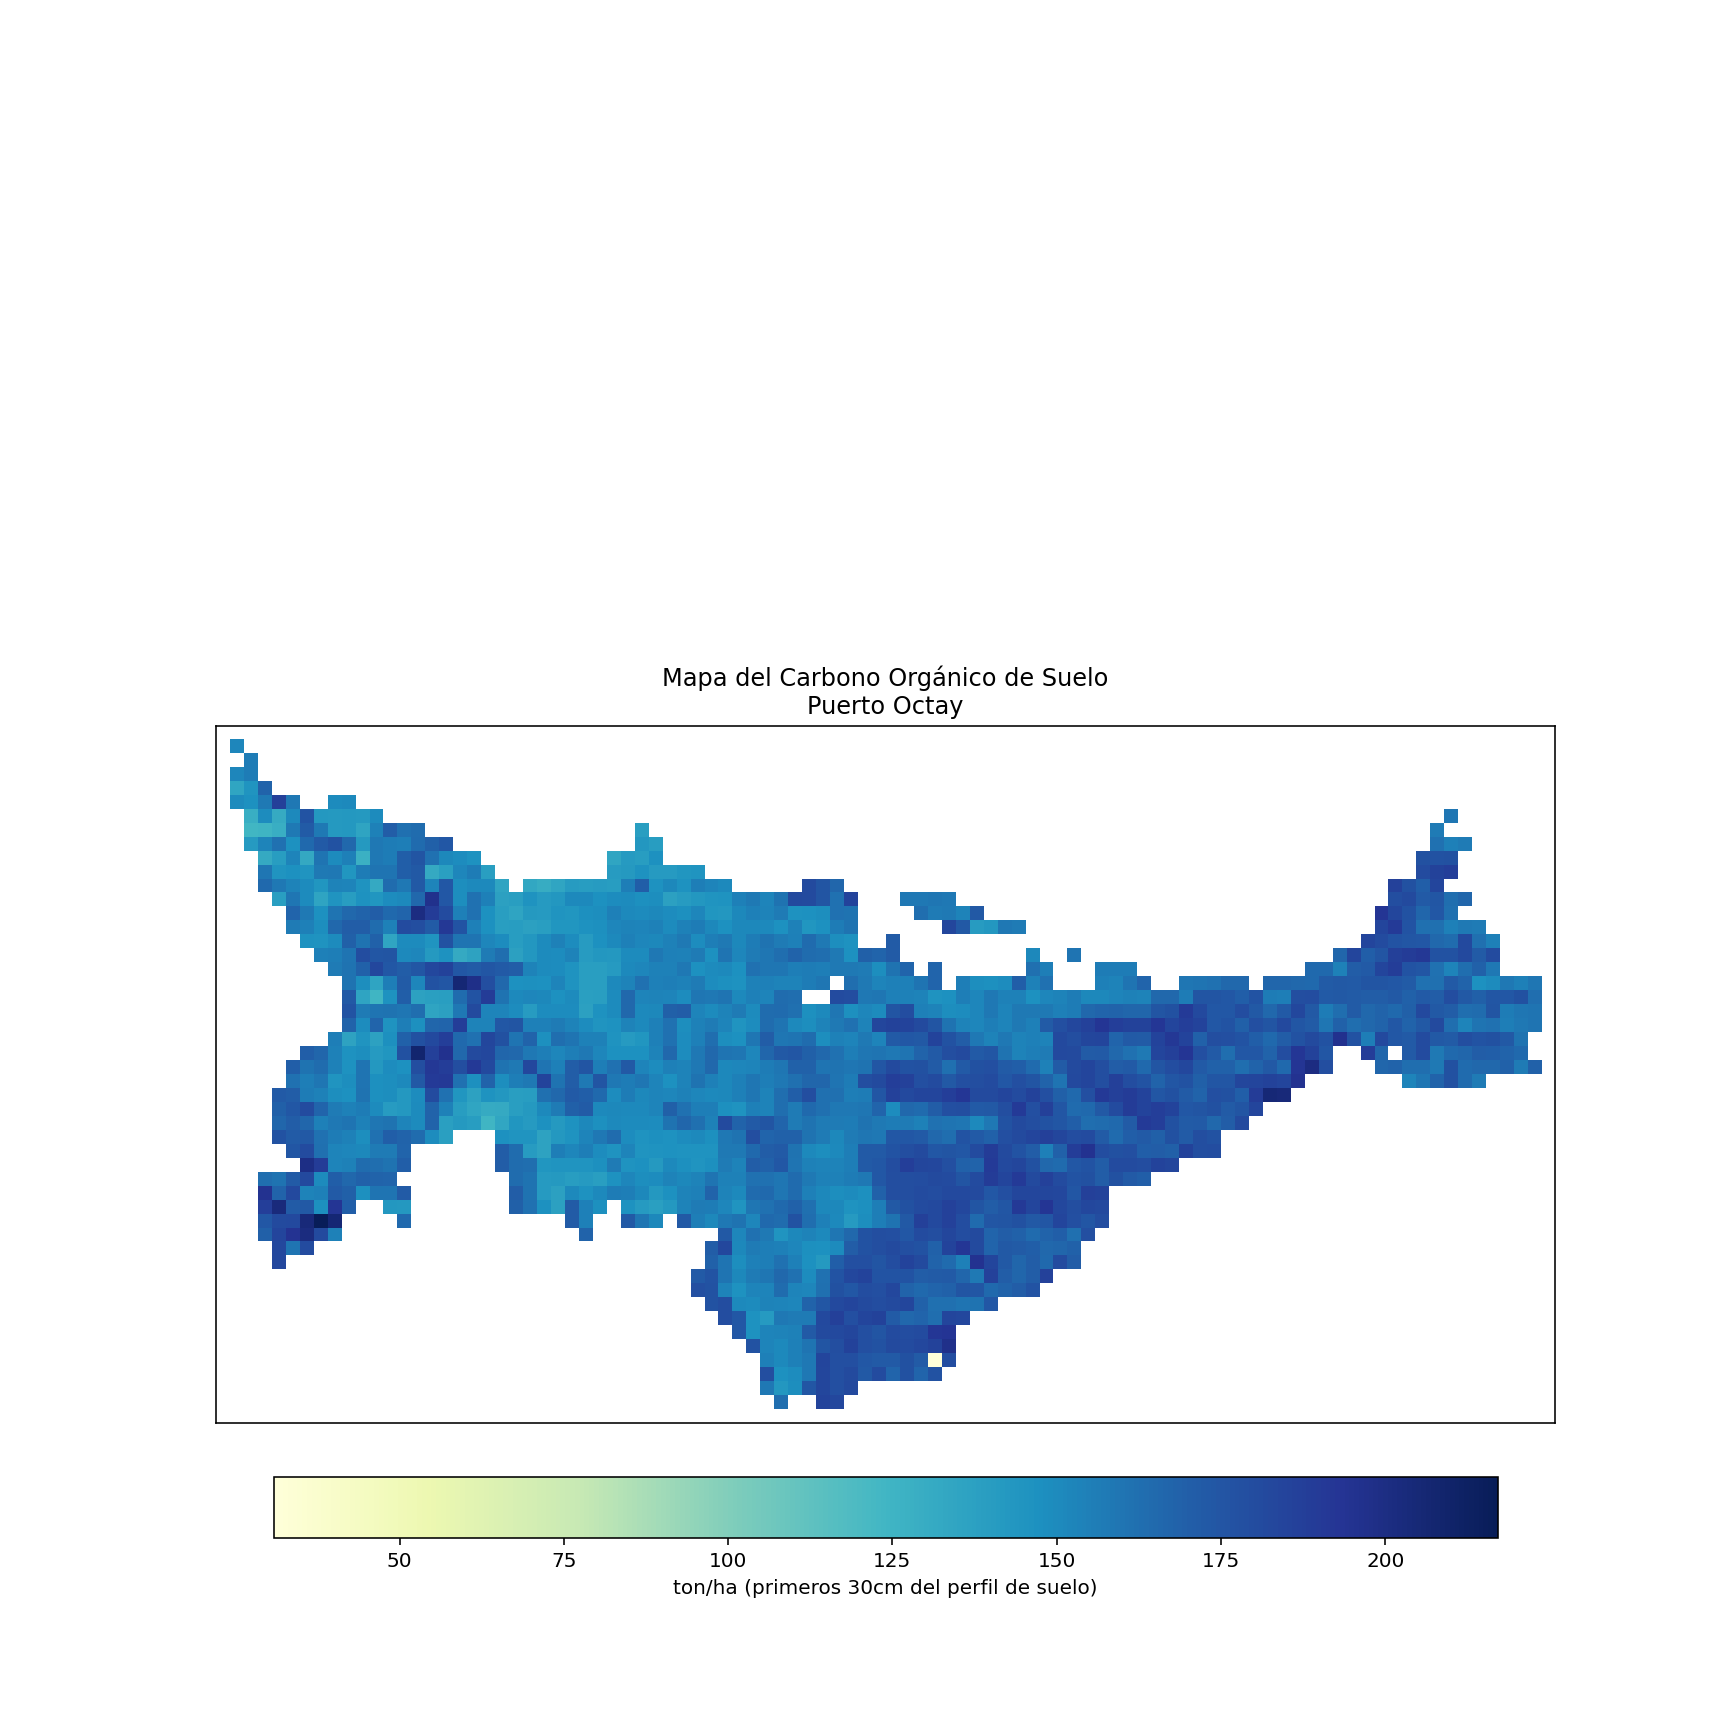 Mapa del Carbono Orgánico de Suelo
Puerto Octay
50 75 100 125 150 175 200
ton/ha (primeros 30cm del perfil de suelo)